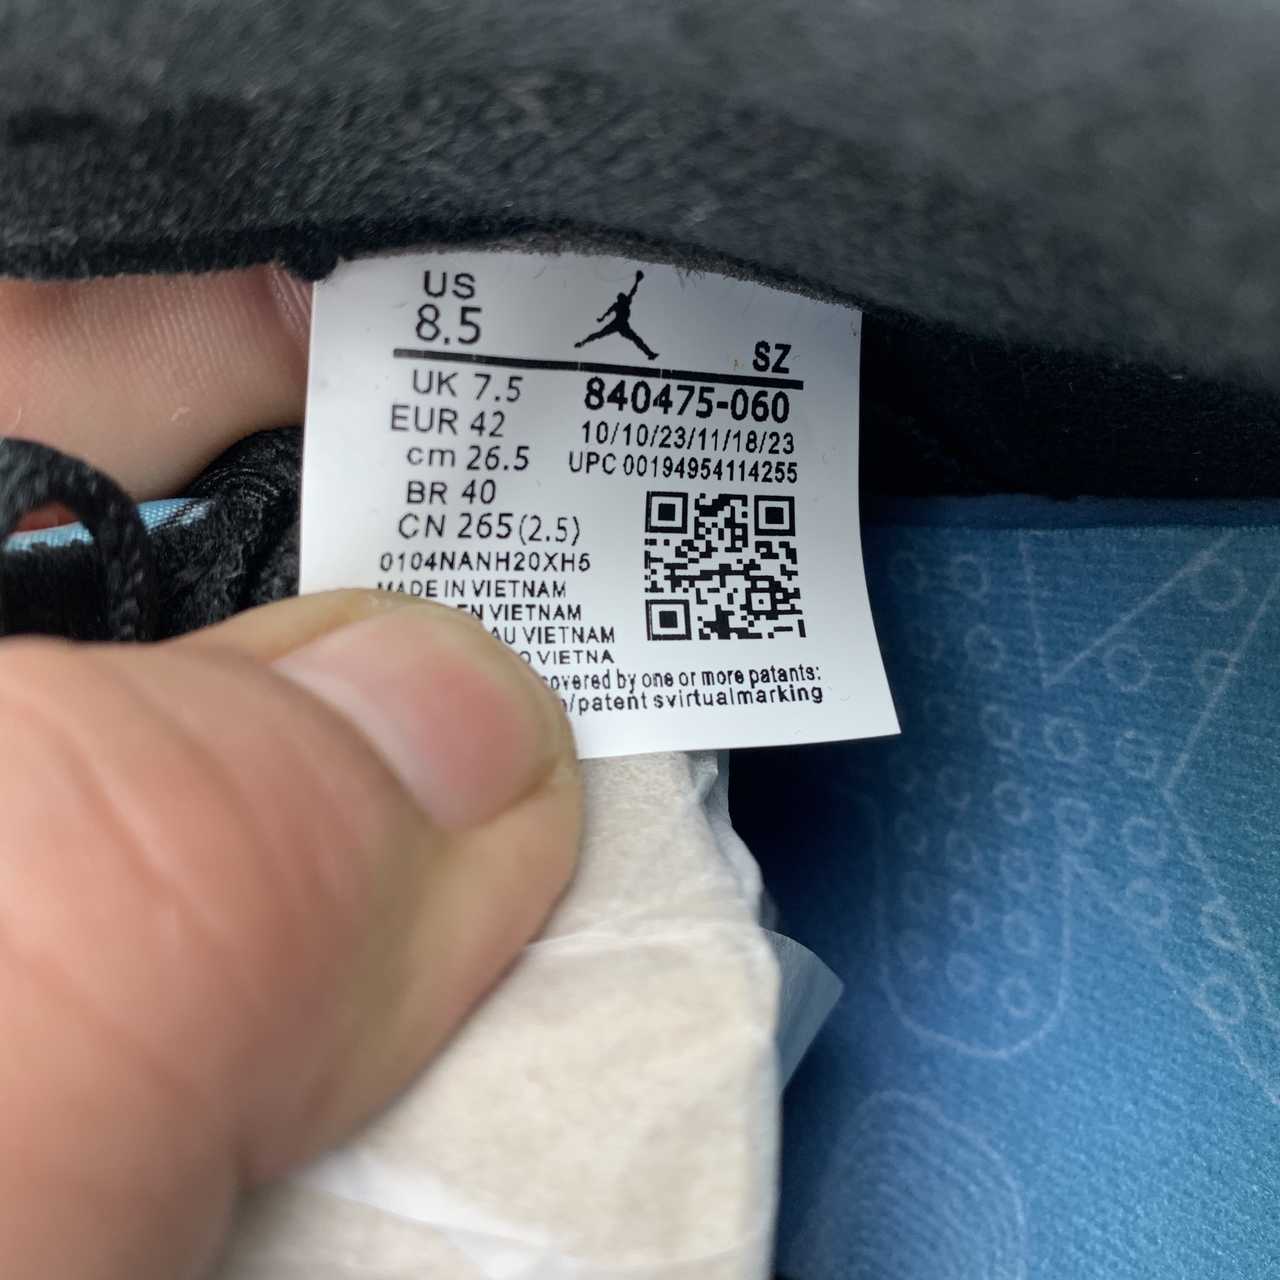 US
8.5
SZ
UK 7.5
840475-060
EUR 42
10/10/23/11/18/23
cm 26.5
UPC 00194954114255
BR 40
CN 265(2.5)
0104NANH20XH5
MADE IN VIETNAM
EN VIETNAM
AU VIETNAM
VIETNA
covered by one or more patants:
/patent svirtualmarking